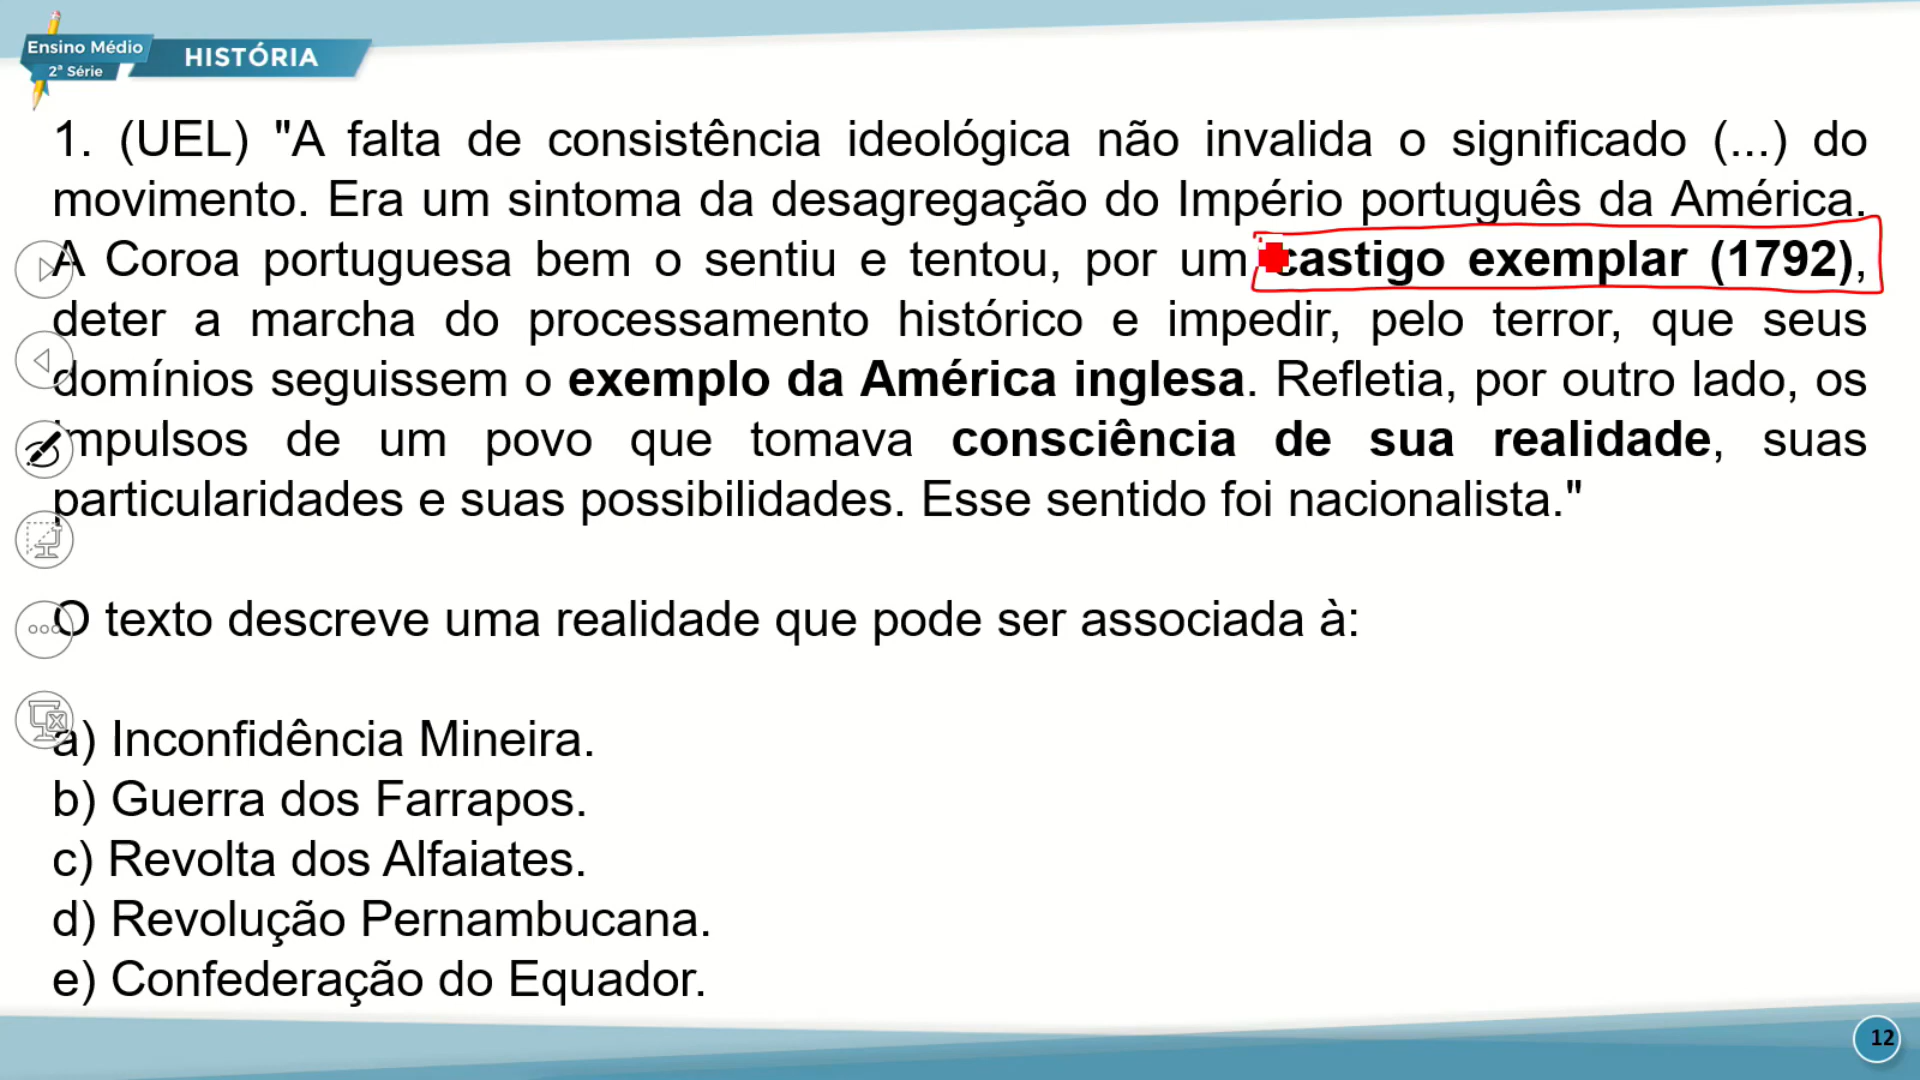 Ensino Médio
2ª Série
HISTÓRIA
1. (UEL) "A falta de consistência ideológica não invalida o significado (...) do
movimento. Era um sintoma da desagregação do Império português da América.
A Coroa portuguesa bem o sentiu e tentou, por um castigo exemplar (1792),
deter a marcha do processamento histórico e impedir, pelo terror, que seus
domínios seguissem o exemplo da América inglesa. Refletia, por outro lado, os
impulsos de um povo que tomava consciência de sua realidade, suas
particularidades e suas possibilidades. Esse sentido foi nacionalista."
O texto descreve uma realidade que pode ser associada à:
a) Inconfidência Mineira.
b) Guerra dos Farrapos.
c) Revolta dos Alfaiates.
d) Revolução Pernambucana.
e) Confederação do Equador.
12